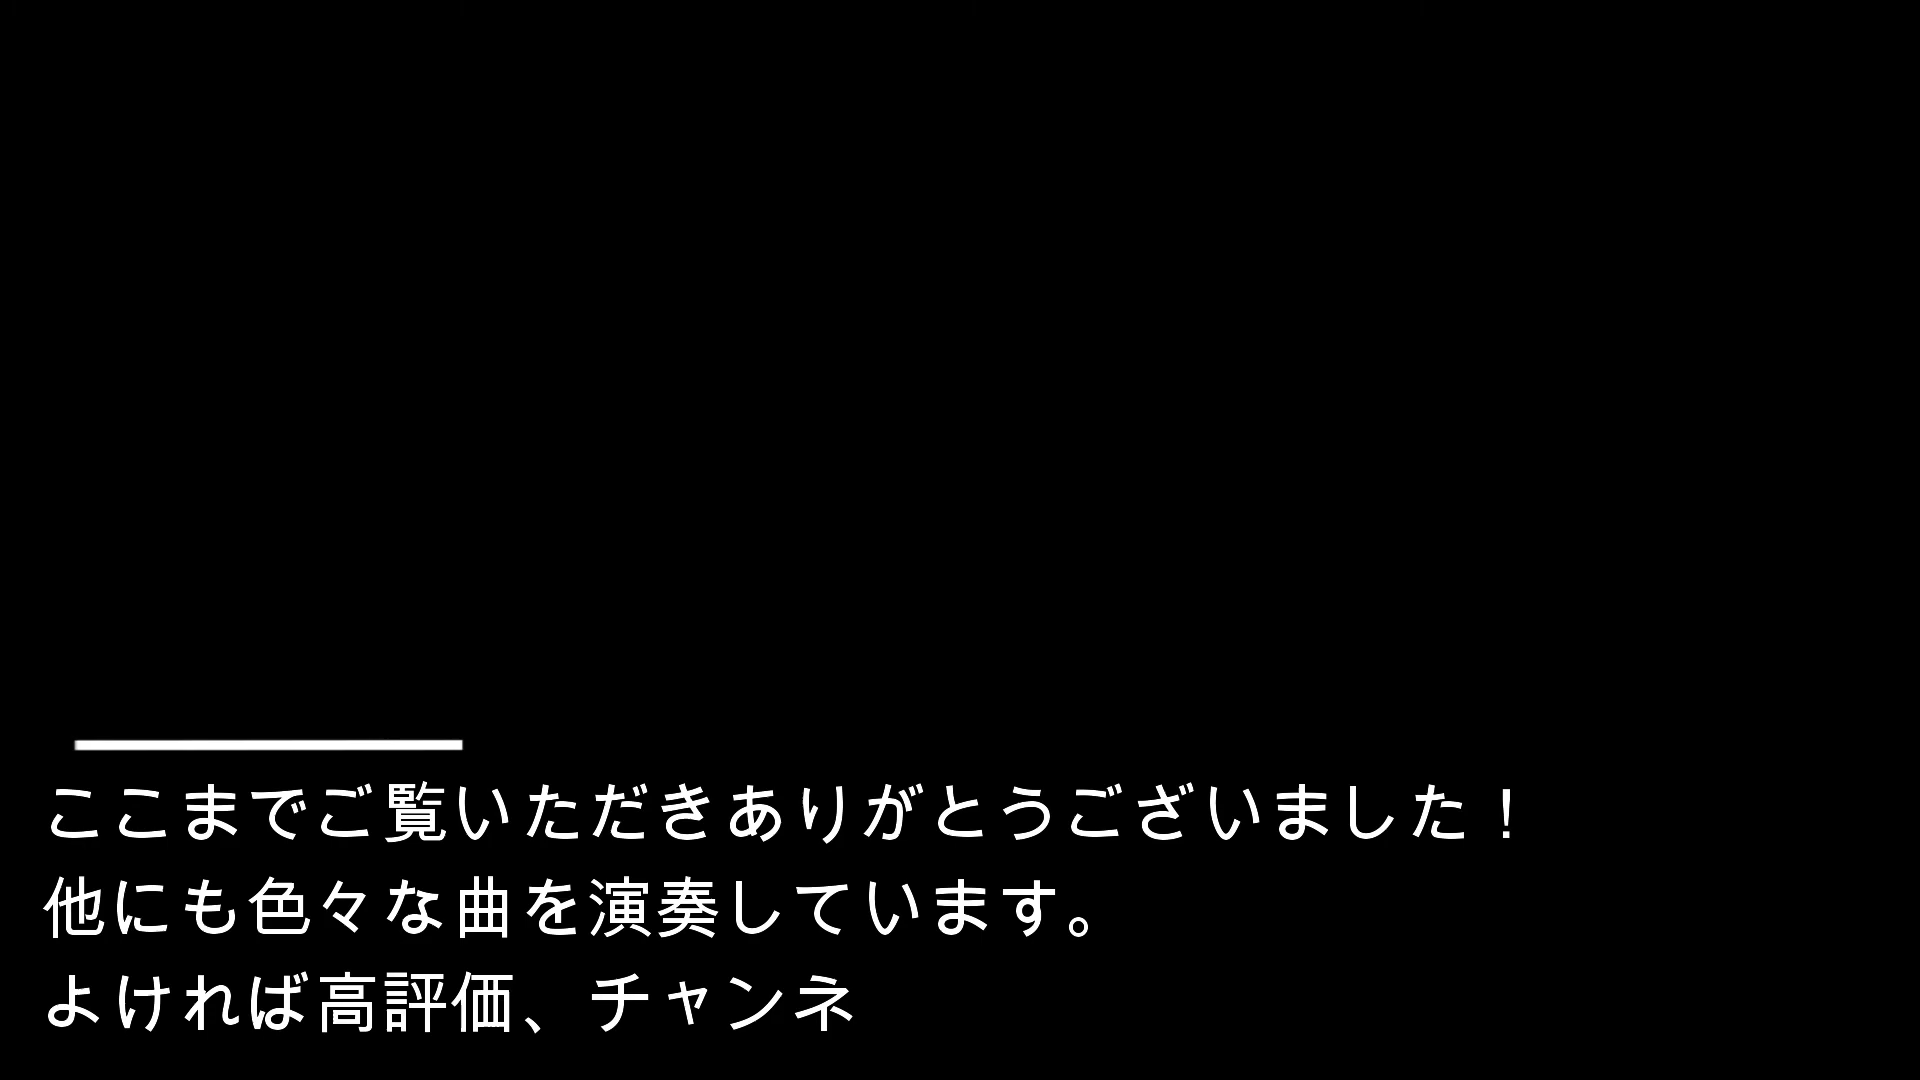 ここまでご覧いただきありがとうございました！
他にも色々な曲を演奏しています。
よければ高評価、チャンネ